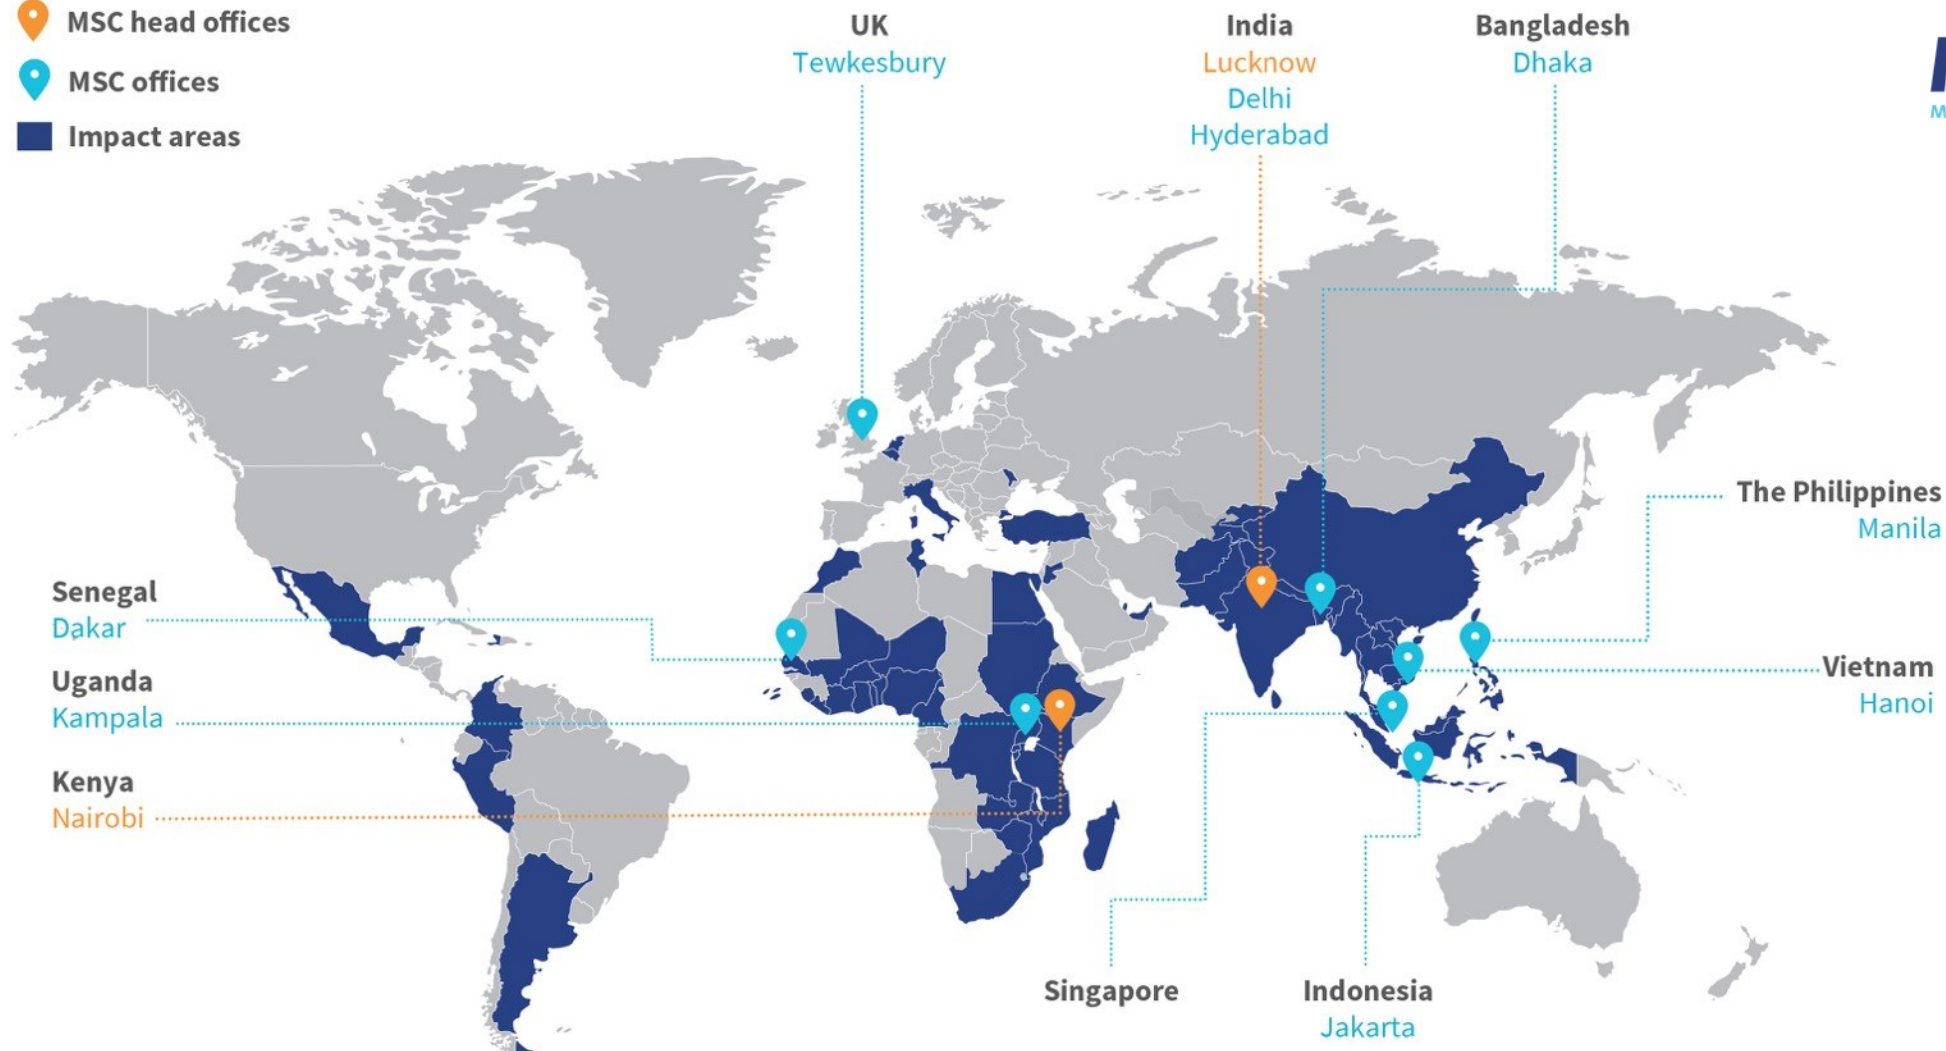 MSC head offices
MSC offices
Impact areas
UK
Tewkesbury
India
Lucknow
Delhi
Hyderabad
Bangladesh
Dhaka
The Philippines
Manila
Senegal
Dakar
Uganda
Kampala
Kenya
Nairobi
Vietnam
Hanoi
Singapore
Indonesia
Jakarta